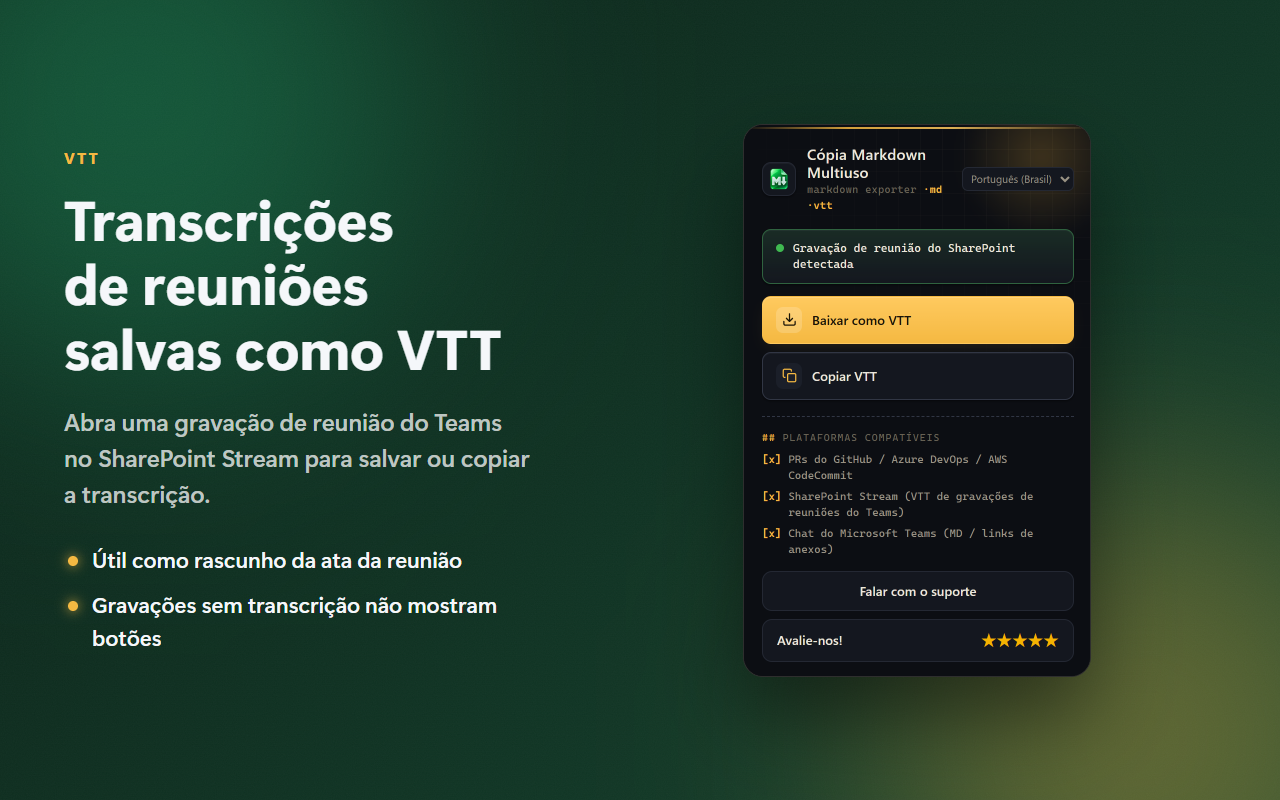 VTT
Transcrições
de reuniões
salvas como VTT
Abra uma gravação de reunião do Teams
no SharePoint Stream para salvar ou copiar
a transcrição.
Útil como rascunho da ata da reunião
Gravações sem transcrição não mostram
botões
M↓
Cópia Markdown
Multiuso
markdown exporter ·md
·vtt
Português (Brasil)
Gravação de reunião do SharePoint
detectada
Baixar como VTT
Copiar VTT
## PLATAFORMAS COMPATÍVEIS
[x] PRs do GitHub / Azure DevOps / AWS
CodeCommit
[x] SharePoint Stream (VTT de gravações de
reuniões do Teams)
[x] Chat do Microsoft Teams (MD / links de
anexos)
Falar com o suporte
Avalie-nos! ★★★★★